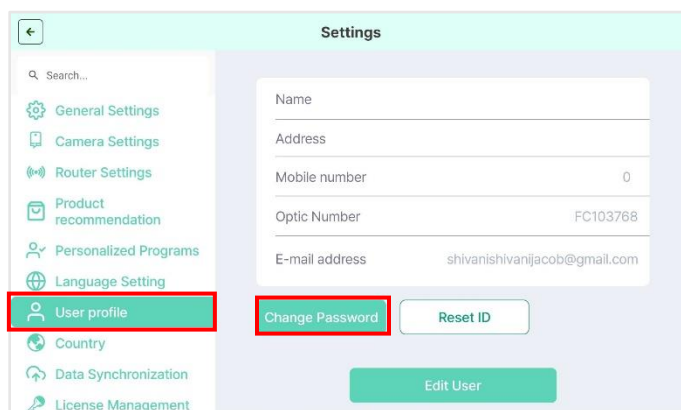 Settings
Search...
General Settings
Camera Settings
Router Settings
Product
recommendation
Personalized Programs
Language Setting
User profile
Country
Data Synchronization
License Management
Name
Address
Mobile number 0
Optic Number FC103768
E-mail address shivanishivanijacob@gmail.com
Change Password Reset ID
Edit User